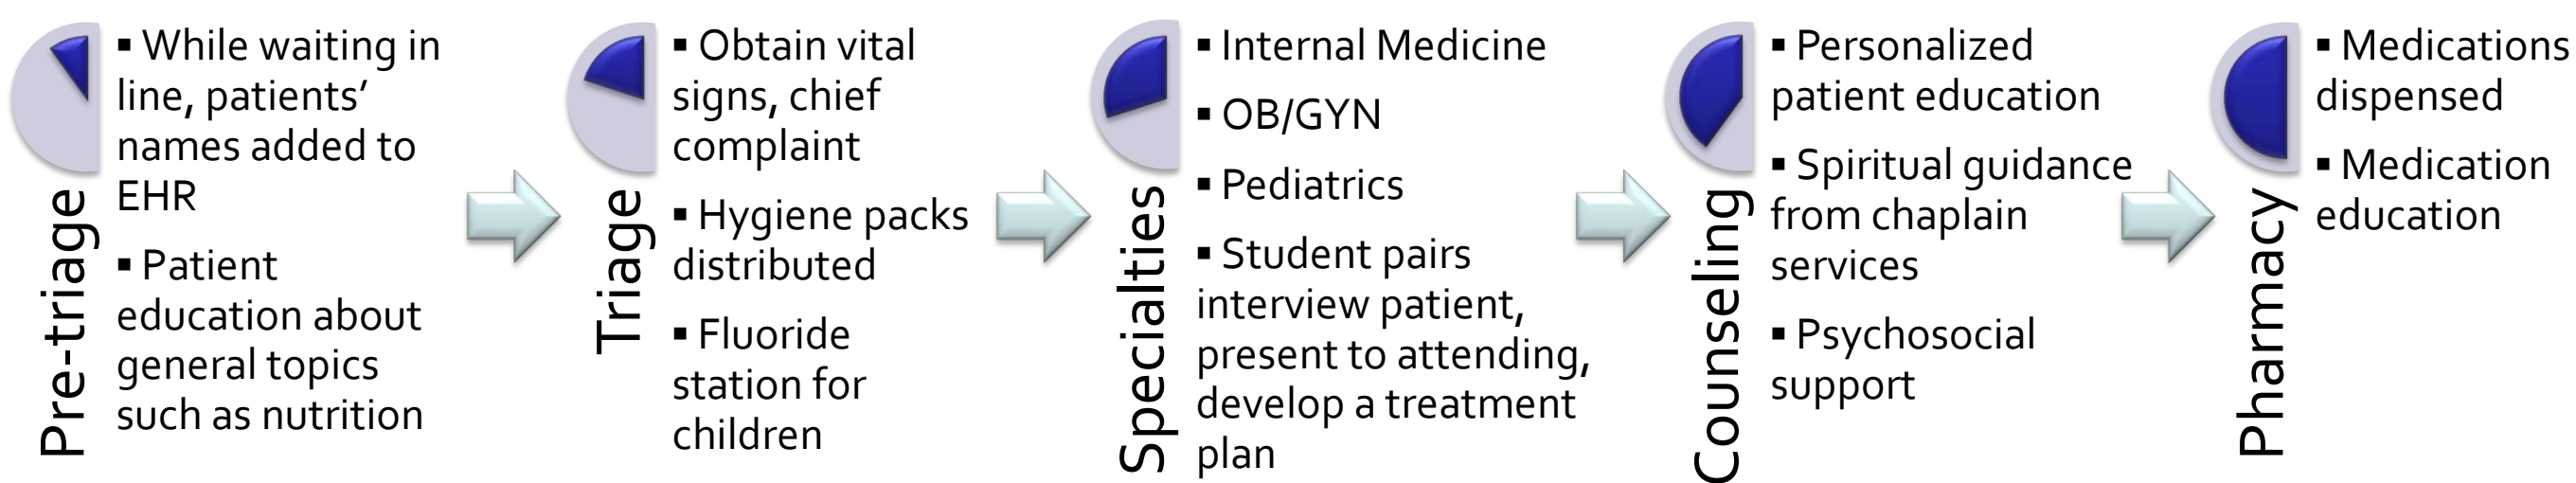 Pre-triage
▪ While waiting in
line, patients’
names added to
EHR
▪ Patient
education about
general topics
such as nutrition
Triage
▪ Obtain vital
signs, chief
complaint
▪ Hygiene packs
distributed
▪ Fluoride
station for
children
Specialties
▪ Internal Medicine
▪ OB/GYN
▪ Pediatrics
▪ Student pairs
interview patient,
present to attending,
develop a treatment
plan
Counseling
▪ Personalized
patient education
▪ Spiritual guidance
from chaplain
services
▪ Psychosocial
support
Pharmacy
▪ Medications
dispensed
▪ Medication
education